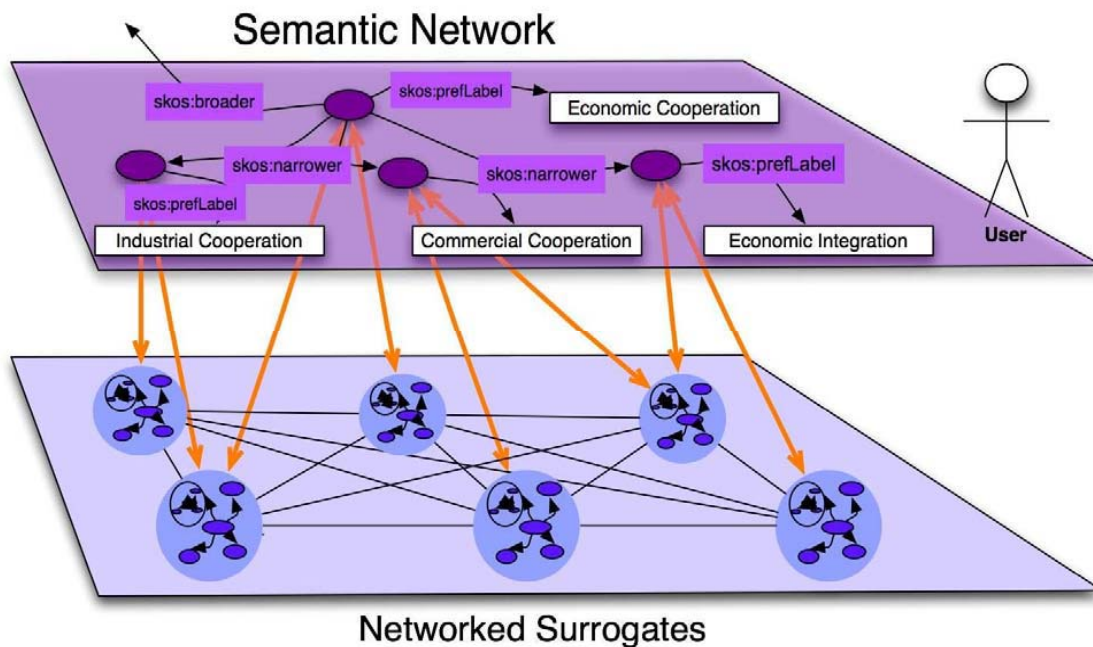 Semantic Network
skos:broader
skos:prefLabel
Economic Cooperation
skos:narrower
skos:narrower
skos:prefLabel
skos:prefLabel
Industrial Cooperation
Commercial Cooperation
Economic Integration
User
Networked Surrogates